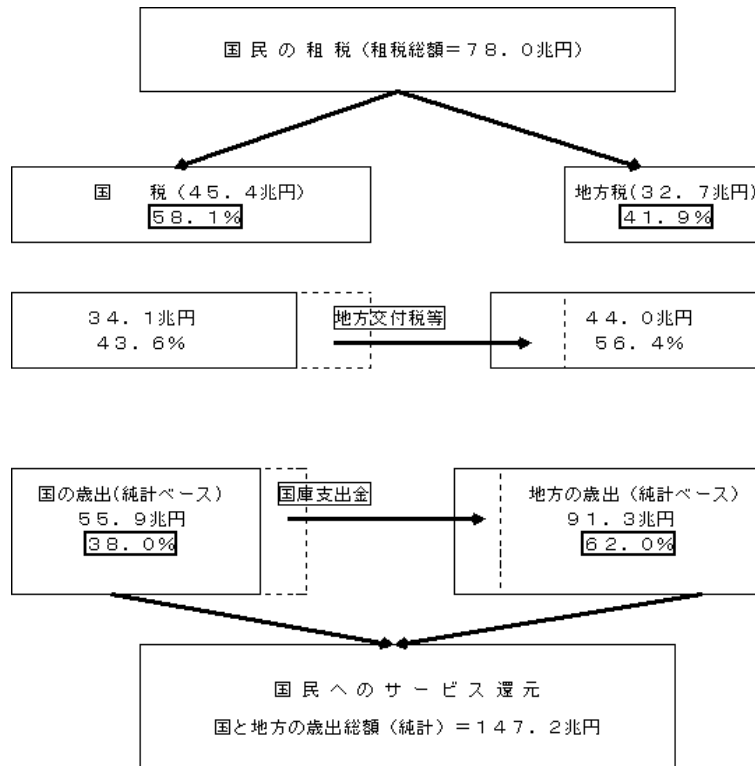 国 民 の 租 税 (租税総額＝７８．０兆円)
国　　税 (４５．４兆円)
５８．１%
地方税(３２．７兆円)
４１．９%
３４．１兆円
４３．６%
地方交付税等
４４．０兆円
５６．４%
国の歳出(純計ベース)
５５．９兆円
３８．０%
国庫支出金
地方の歳出 (純計ベース)
９１．３兆円
６２．０%
国 民 へ の サ ー ビ ス 還 元
国と地方の歳出総額 (純計) ＝１４７．２兆円